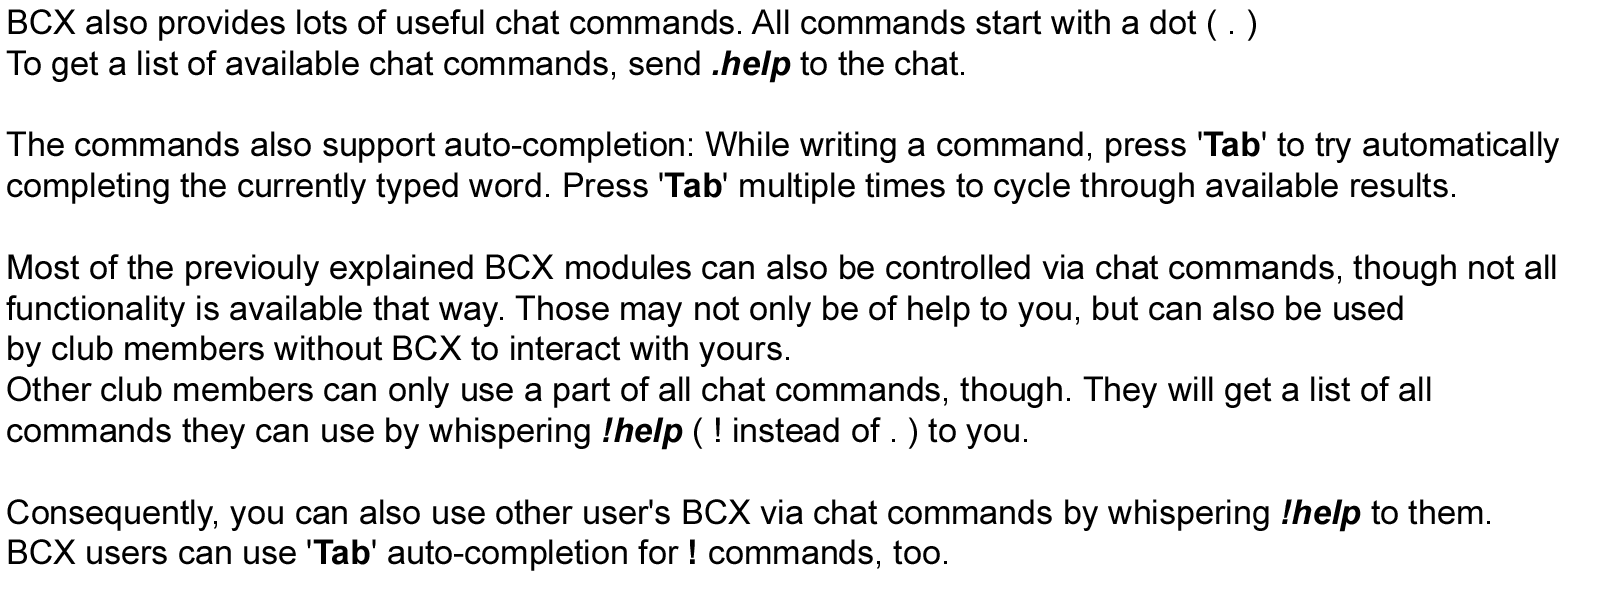 BCX also provides lots of useful chat commands. All commands start with a dot ( . )
To get a list of available chat commands, send .help to the chat.
The commands also support auto-completion: While writing a command, press 'Tab' to try automatically
completing the currently typed word. Press 'Tab' multiple times to cycle through available results.
Most of the previouly explained BCX modules can also be controlled via chat commands, though not all
functionality is available that way. Those may not only be of help to you, but can also be used
by club members without BCX to interact with yours.
Other club members can only use a part of all chat commands, though. They will get a list of all
commands they can use by whispering !help ( ! instead of . ) to you.
Consequently, you can also use other user's BCX via chat commands by whispering !help to them.
BCX users can use 'Tab' auto-completion for ! commands, too.